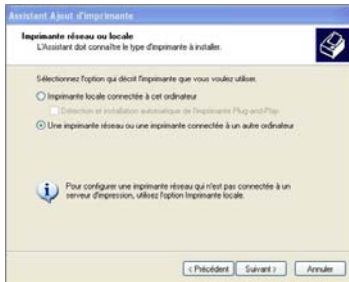 Assistant Ajout d'imprimante
Imprimante réseau ou locale
L'Assistant doit connaître le type d'imprimante à installer.
Sélectionnez l'option qui décrit l'imprimante que vous voulez utiliser.
Imprimante locale connectée à cet ordinateur
Détection et installation automatique de l'imprimante Plug-and-Play
Une imprimante réseau ou une imprimante connectée à un autre ordinateur
Pour configurer une imprimante réseau qui n'est pas connectée à un
serveur d'impression, utilisez l'option Imprimante locale.
< Précédent Suivant > Annuler